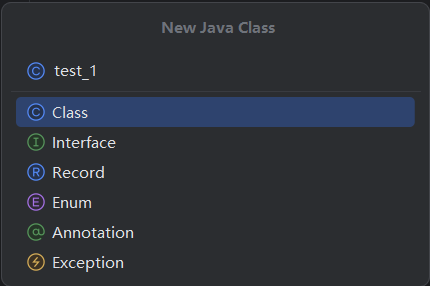 New Java Class
C test_1
C Class
I Interface
R Record
E Enum
@ Annotation
Exception